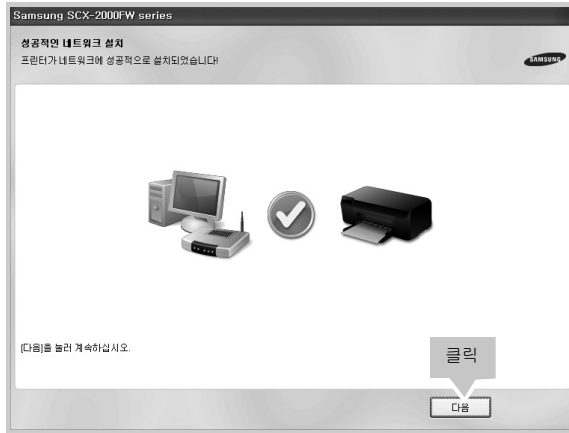 Samsung SCX-2000FW series
성공적인 네트워크 설치
프린터가 네트워크에 성공적으로 설치되었습니다!
SAMSUNG
[다음]를 눌러 계속하십시오.
클릭
다음